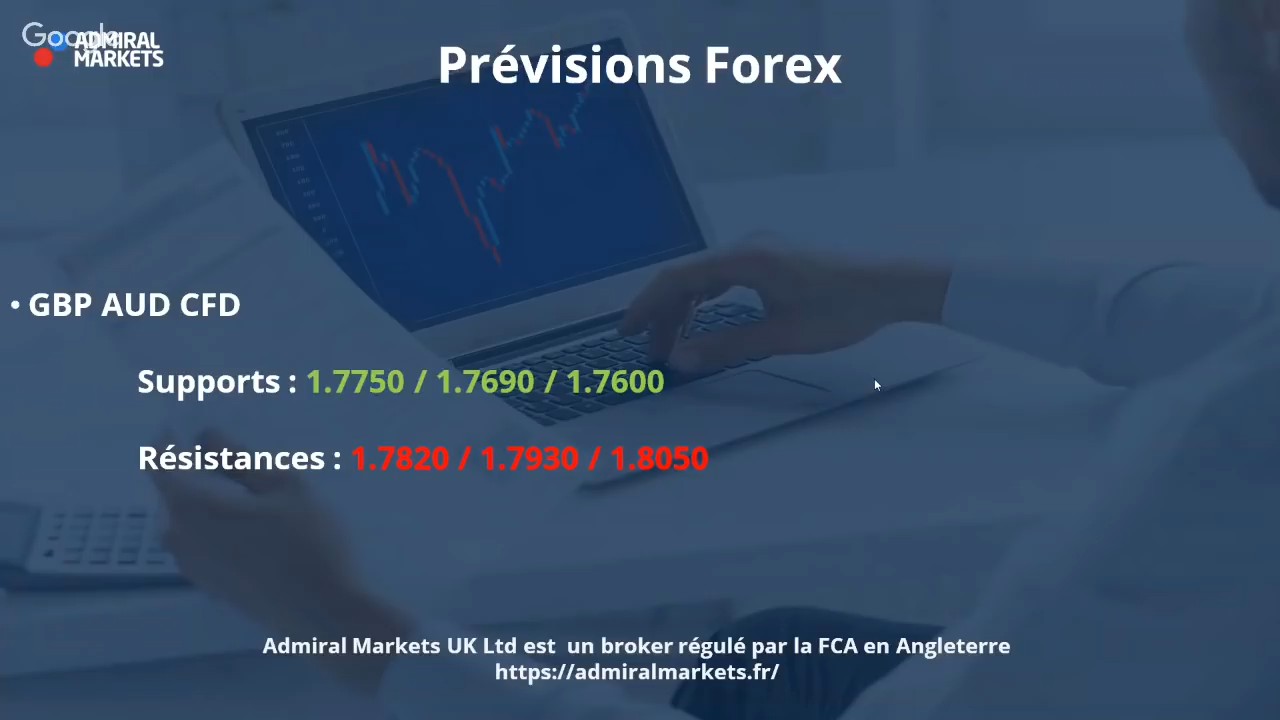 Google
ADMIRAL
MARKETS
Prévisions Forex
• GBP AUD CFD
Supports : 1.7750 / 1.7690 / 1.7600
Résistances : 1.7820 / 1.7930 / 1.8050
Admiral Markets UK Ltd est  un broker régulé par la FCA en Angleterre
https://admiralmarkets.fr/